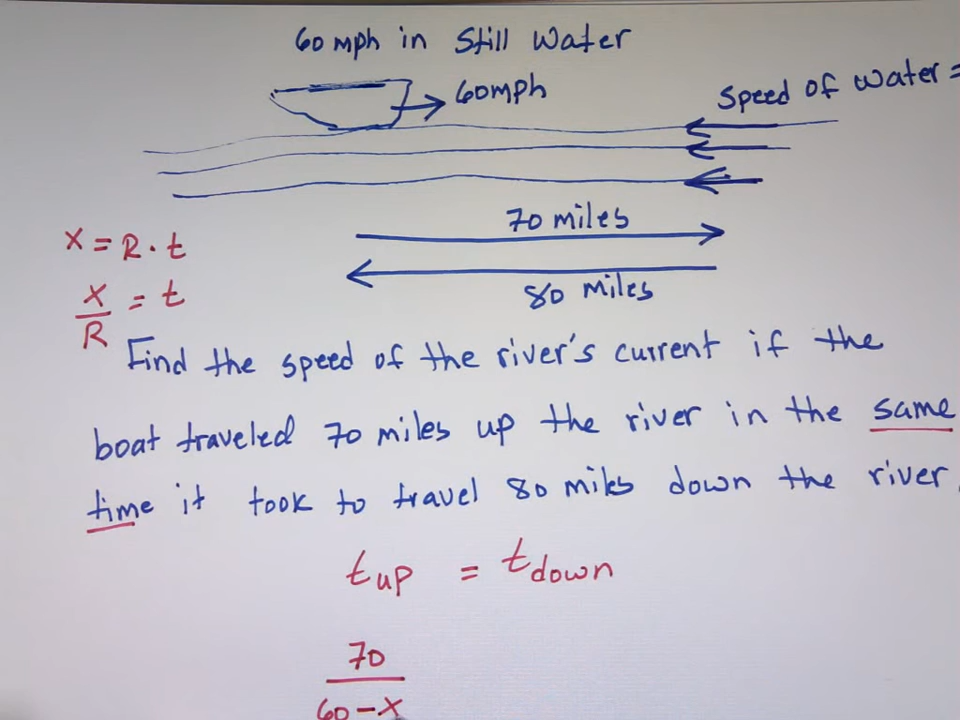 60 mph in Still Water
60mph
Speed of Water =
70 miles
80 miles
x = R · t
x/R = t
Find the speed of the river's current if the
boat traveled 70 miles up the river in the same
time it took to travel 80 miles down the river.
t up = t down
70
60 - x